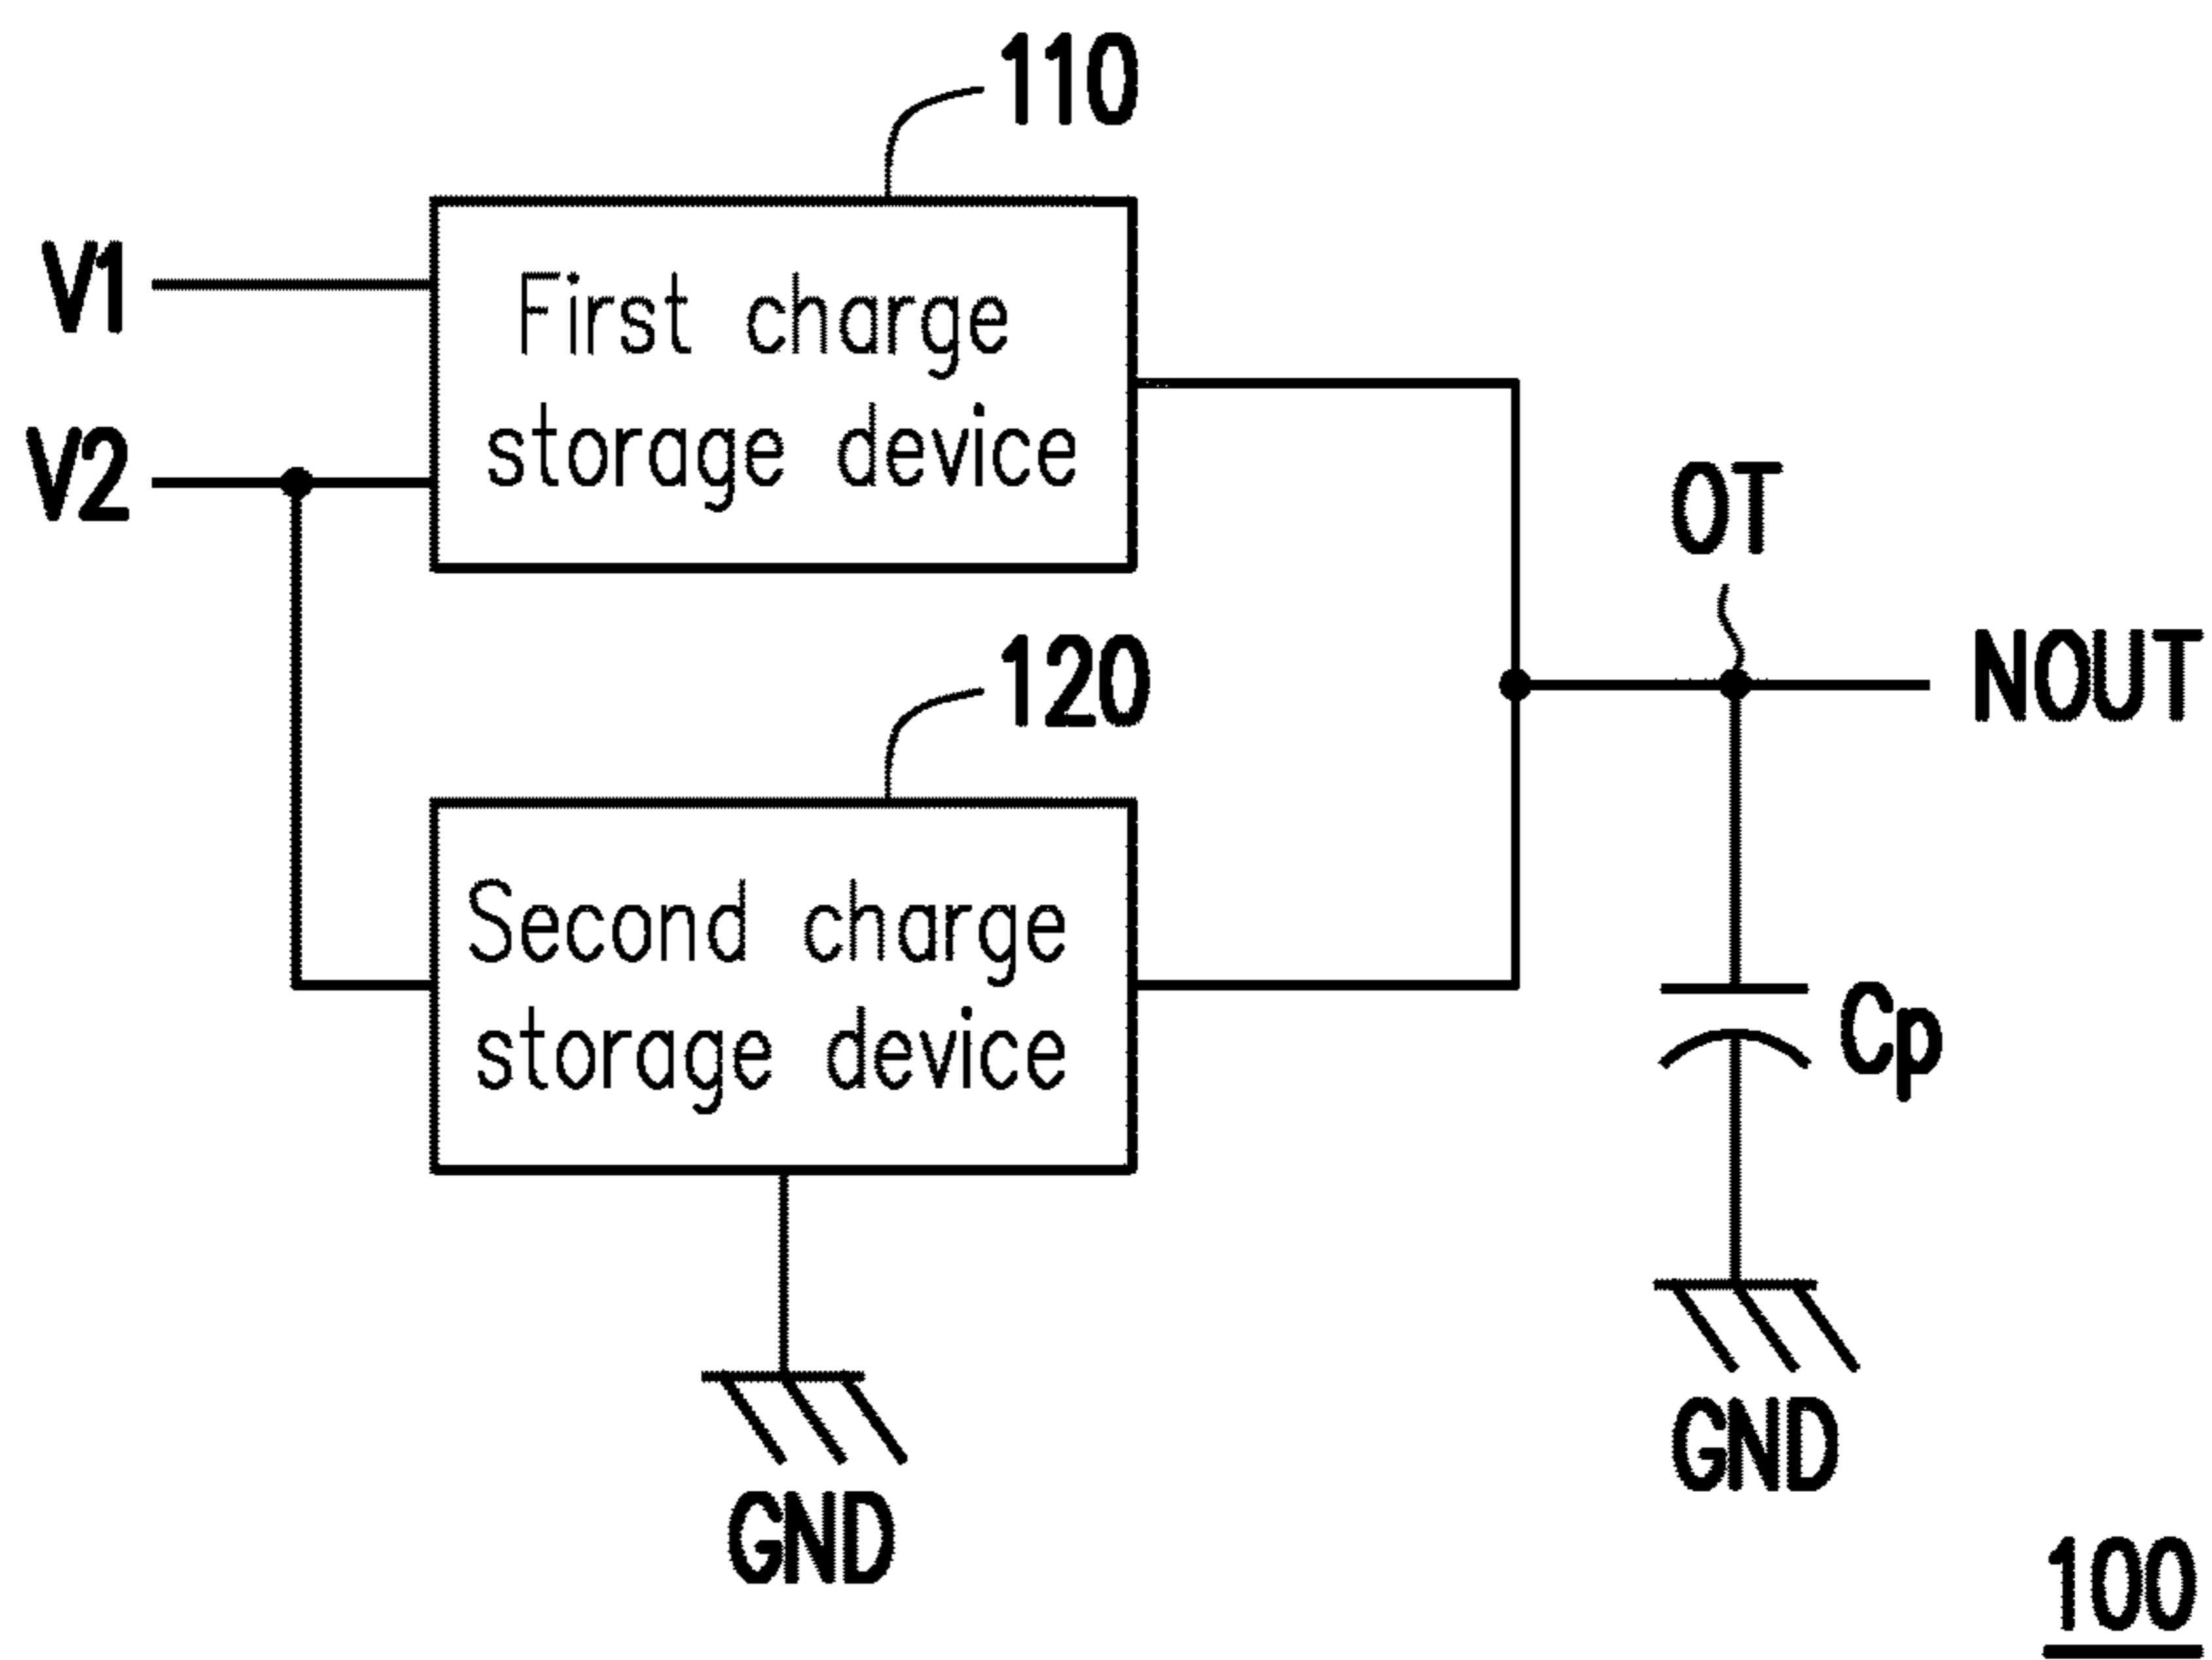 110
V1
First charge
storage device
V2
OT
NOUT
120
Second charge
storage device
Cp
GND
GND
100